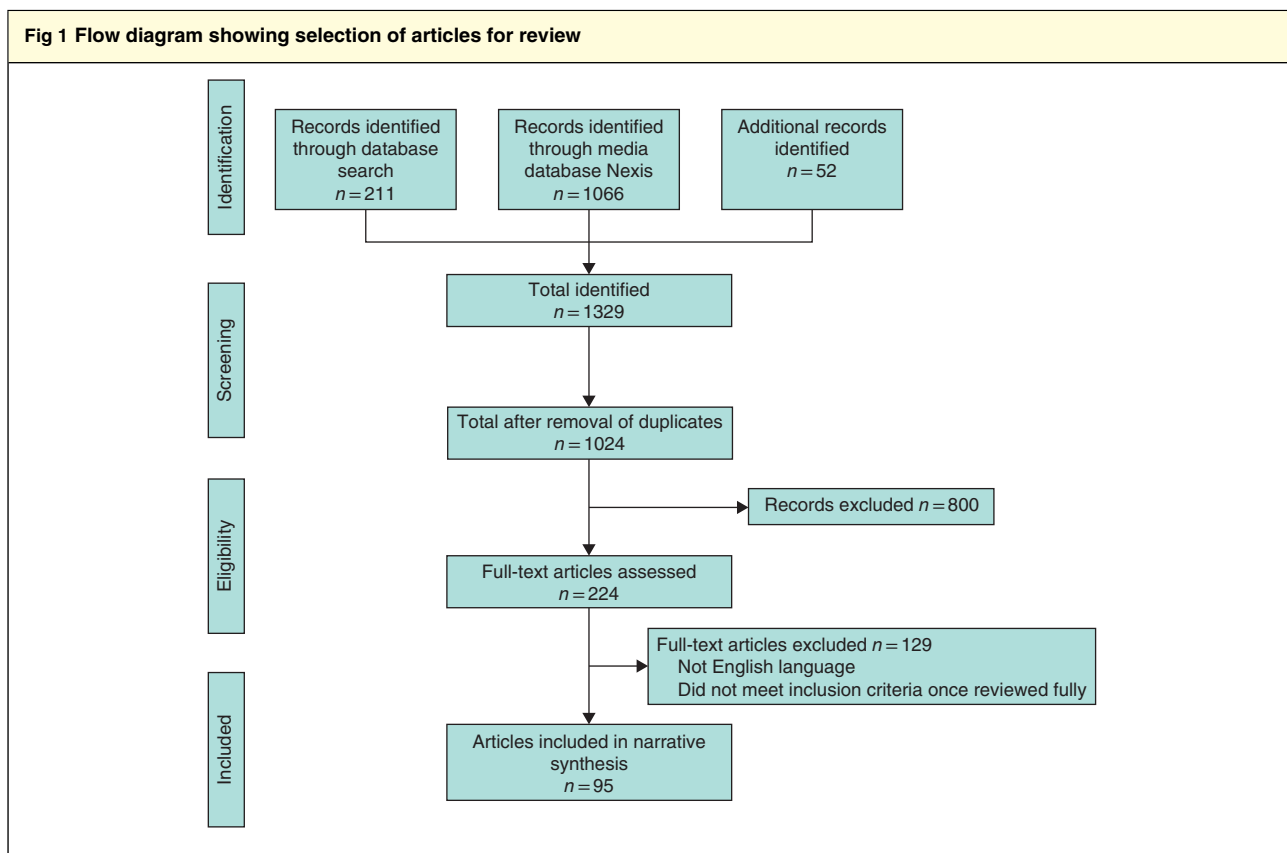 Fig 1 Flow diagram showing selection of articles for review
Identification
Records identified
through database
search
n = 211
Records identified
through media
database Nexis
n = 1066
Additional records
identified
n = 52
Total identified
n = 1329
Screening
Total after removal of duplicates
n = 1024
Records excluded n = 800
Eligibility
Full-text articles assessed
n = 224
Full-text articles excluded n = 129
Not English language
Did not meet inclusion criteria once reviewed fully
Included
Articles included in narrative
synthesis
n = 95